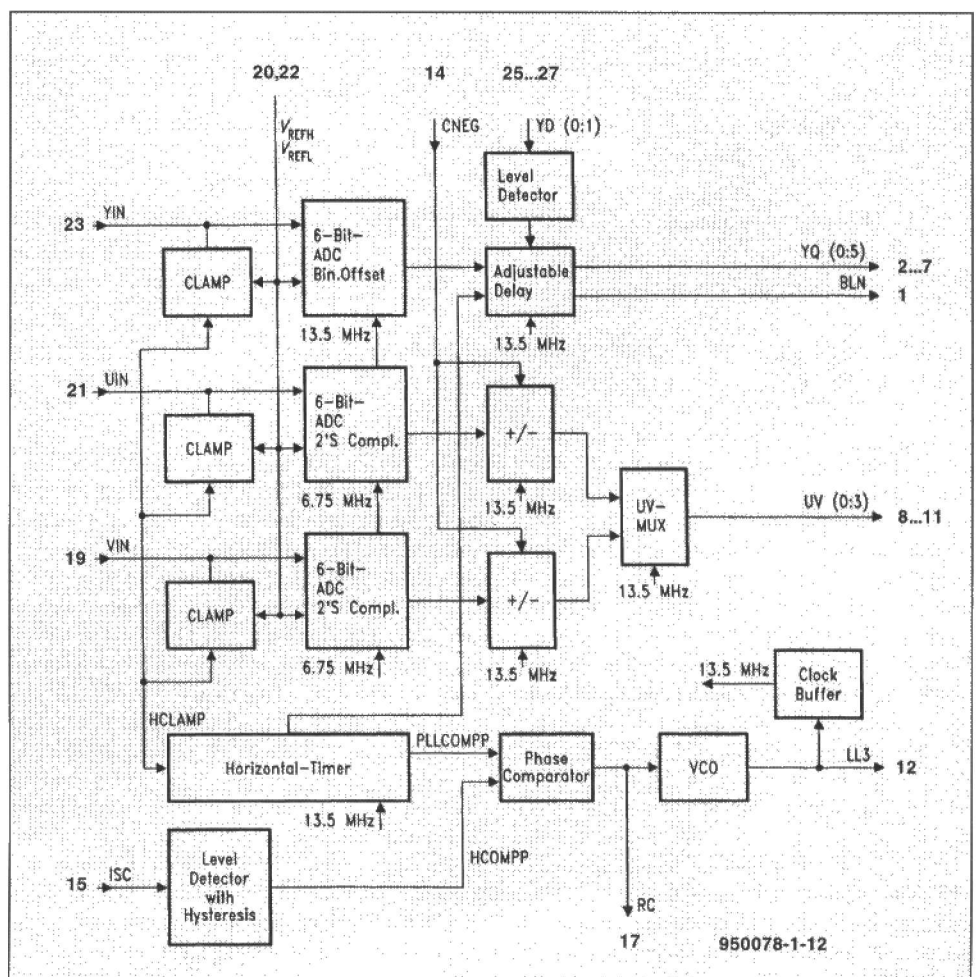 20,22
14
25...27
VREFH
VREFL
CNEG
YD (0:1)
Level
Detector
23
YIN
6-Bit-
ADC
Bin.Offset
CLAMP
Adjustable
Delay
YQ (0:5)
2...7
BLN
1
13.5 MHz
13.5 MHz
21
UIN
6-Bit-
ADC
2'S Compl.
CLAMP
+/-
6.75 MHz
13.5 MHz
UV-
MUX
UV (0:3)
8...11
13.5 MHz
19
VIN
6-Bit-
ADC
2'S Compl.
CLAMP
+/-
6.75 MHz
13.5 MHz
13.5 MHz
Clock
Buffer
HCLAMP
Horizontal-Timer
PLLCOMPP
Phase
Comparator
VCO
LL3
12
13.5 MHz
HCOMPP
15
ISC
Level
Detector
with
Hysteresis
RC
17
950078-1-12